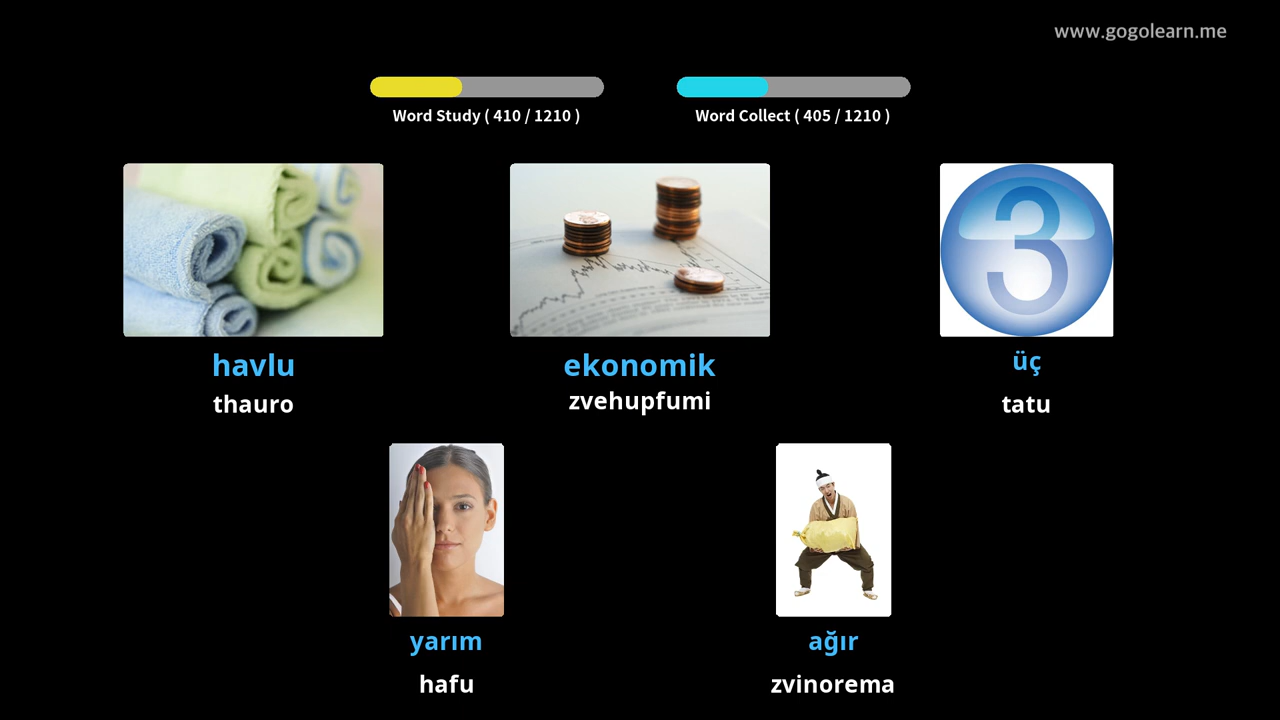 www.gogolearn.me
Word Study ( 410 / 1210 )
Word Collect ( 405 / 1210 )
havlu
thauro
ekonomik
zvehupfumi
3
üç
tatu
yarım
hafu
ağır
zvinorema